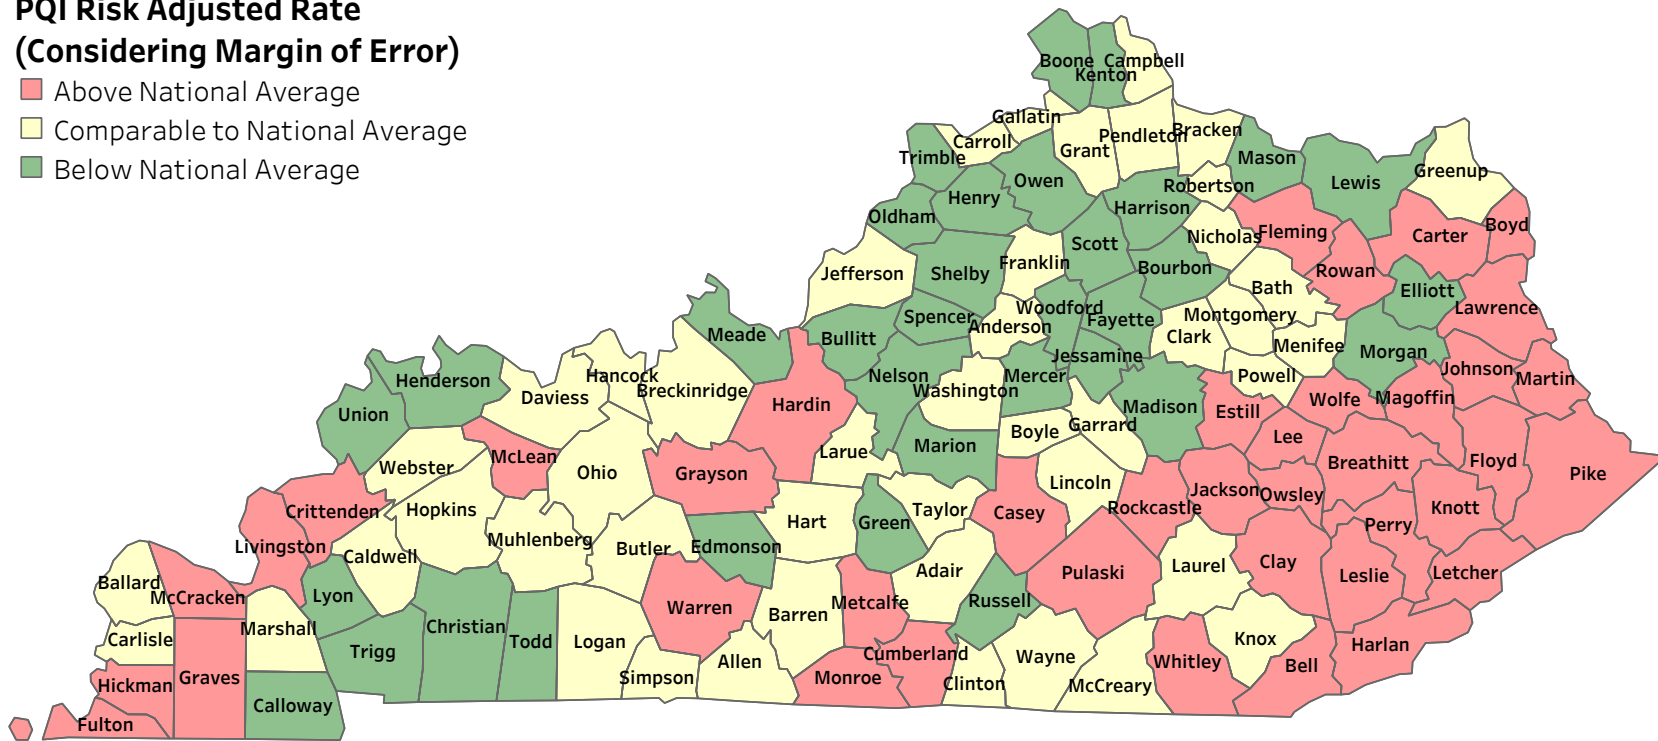 PQI Risk Adjusted Rate
(Considering Margin of Error)
Above National Average
Comparable to National Average
Below National Average
Boone
Campbell
Kenton
Gallatin
Carroll
Grant
Pendleton
Bracken
Trimble
Mason
Owen
Robertson
Lewis
Greenup
Henry
Oldham
Harrison
Scott
Nicholas
Fleming
Carter
Boyd
Jefferson
Shelby
Franklin
Bourbon
Rowan
Bath
Elliott
Lawrence
Meade
Bullitt
Spencer
Anderson
Woodford
Fayette
Montgomery
Clark
Menifee
Morgan
Jessamine
Henderson
Hancock
Breckinridge
Daviess
Nelson
Washington
Mercer
Powell
Johnson
Martin
Union
Hardin
Madison
Estill
Wolfe
Magoffin
Webster
McLean
Ohio
Grayson
Larue
Marion
Boyle
Garrard
Lee
Breathitt
Floyd
Pike
Crittenden
Hopkins
Hart
Green
Taylor
Casey
Lincoln
Rockcastle
Jackson
Owsley
Knott
Perry
Livingston
Caldwell
Muhlenberg
Butler
Edmonson
Adair
Pulaski
Laurel
Clay
Leslie
Letcher
Ballard
McCracken
Lyon
Warren
Barren
Metcalfe
Russell
Carlisle
Marshall
Trigg
Christian
Todd
Logan
Simpson
Allen
Monroe
Cumberland
Clinton
Wayne
McCreary
Whitley
Knox
Bell
Harlan
Hickman
Graves
Calloway
Fulton